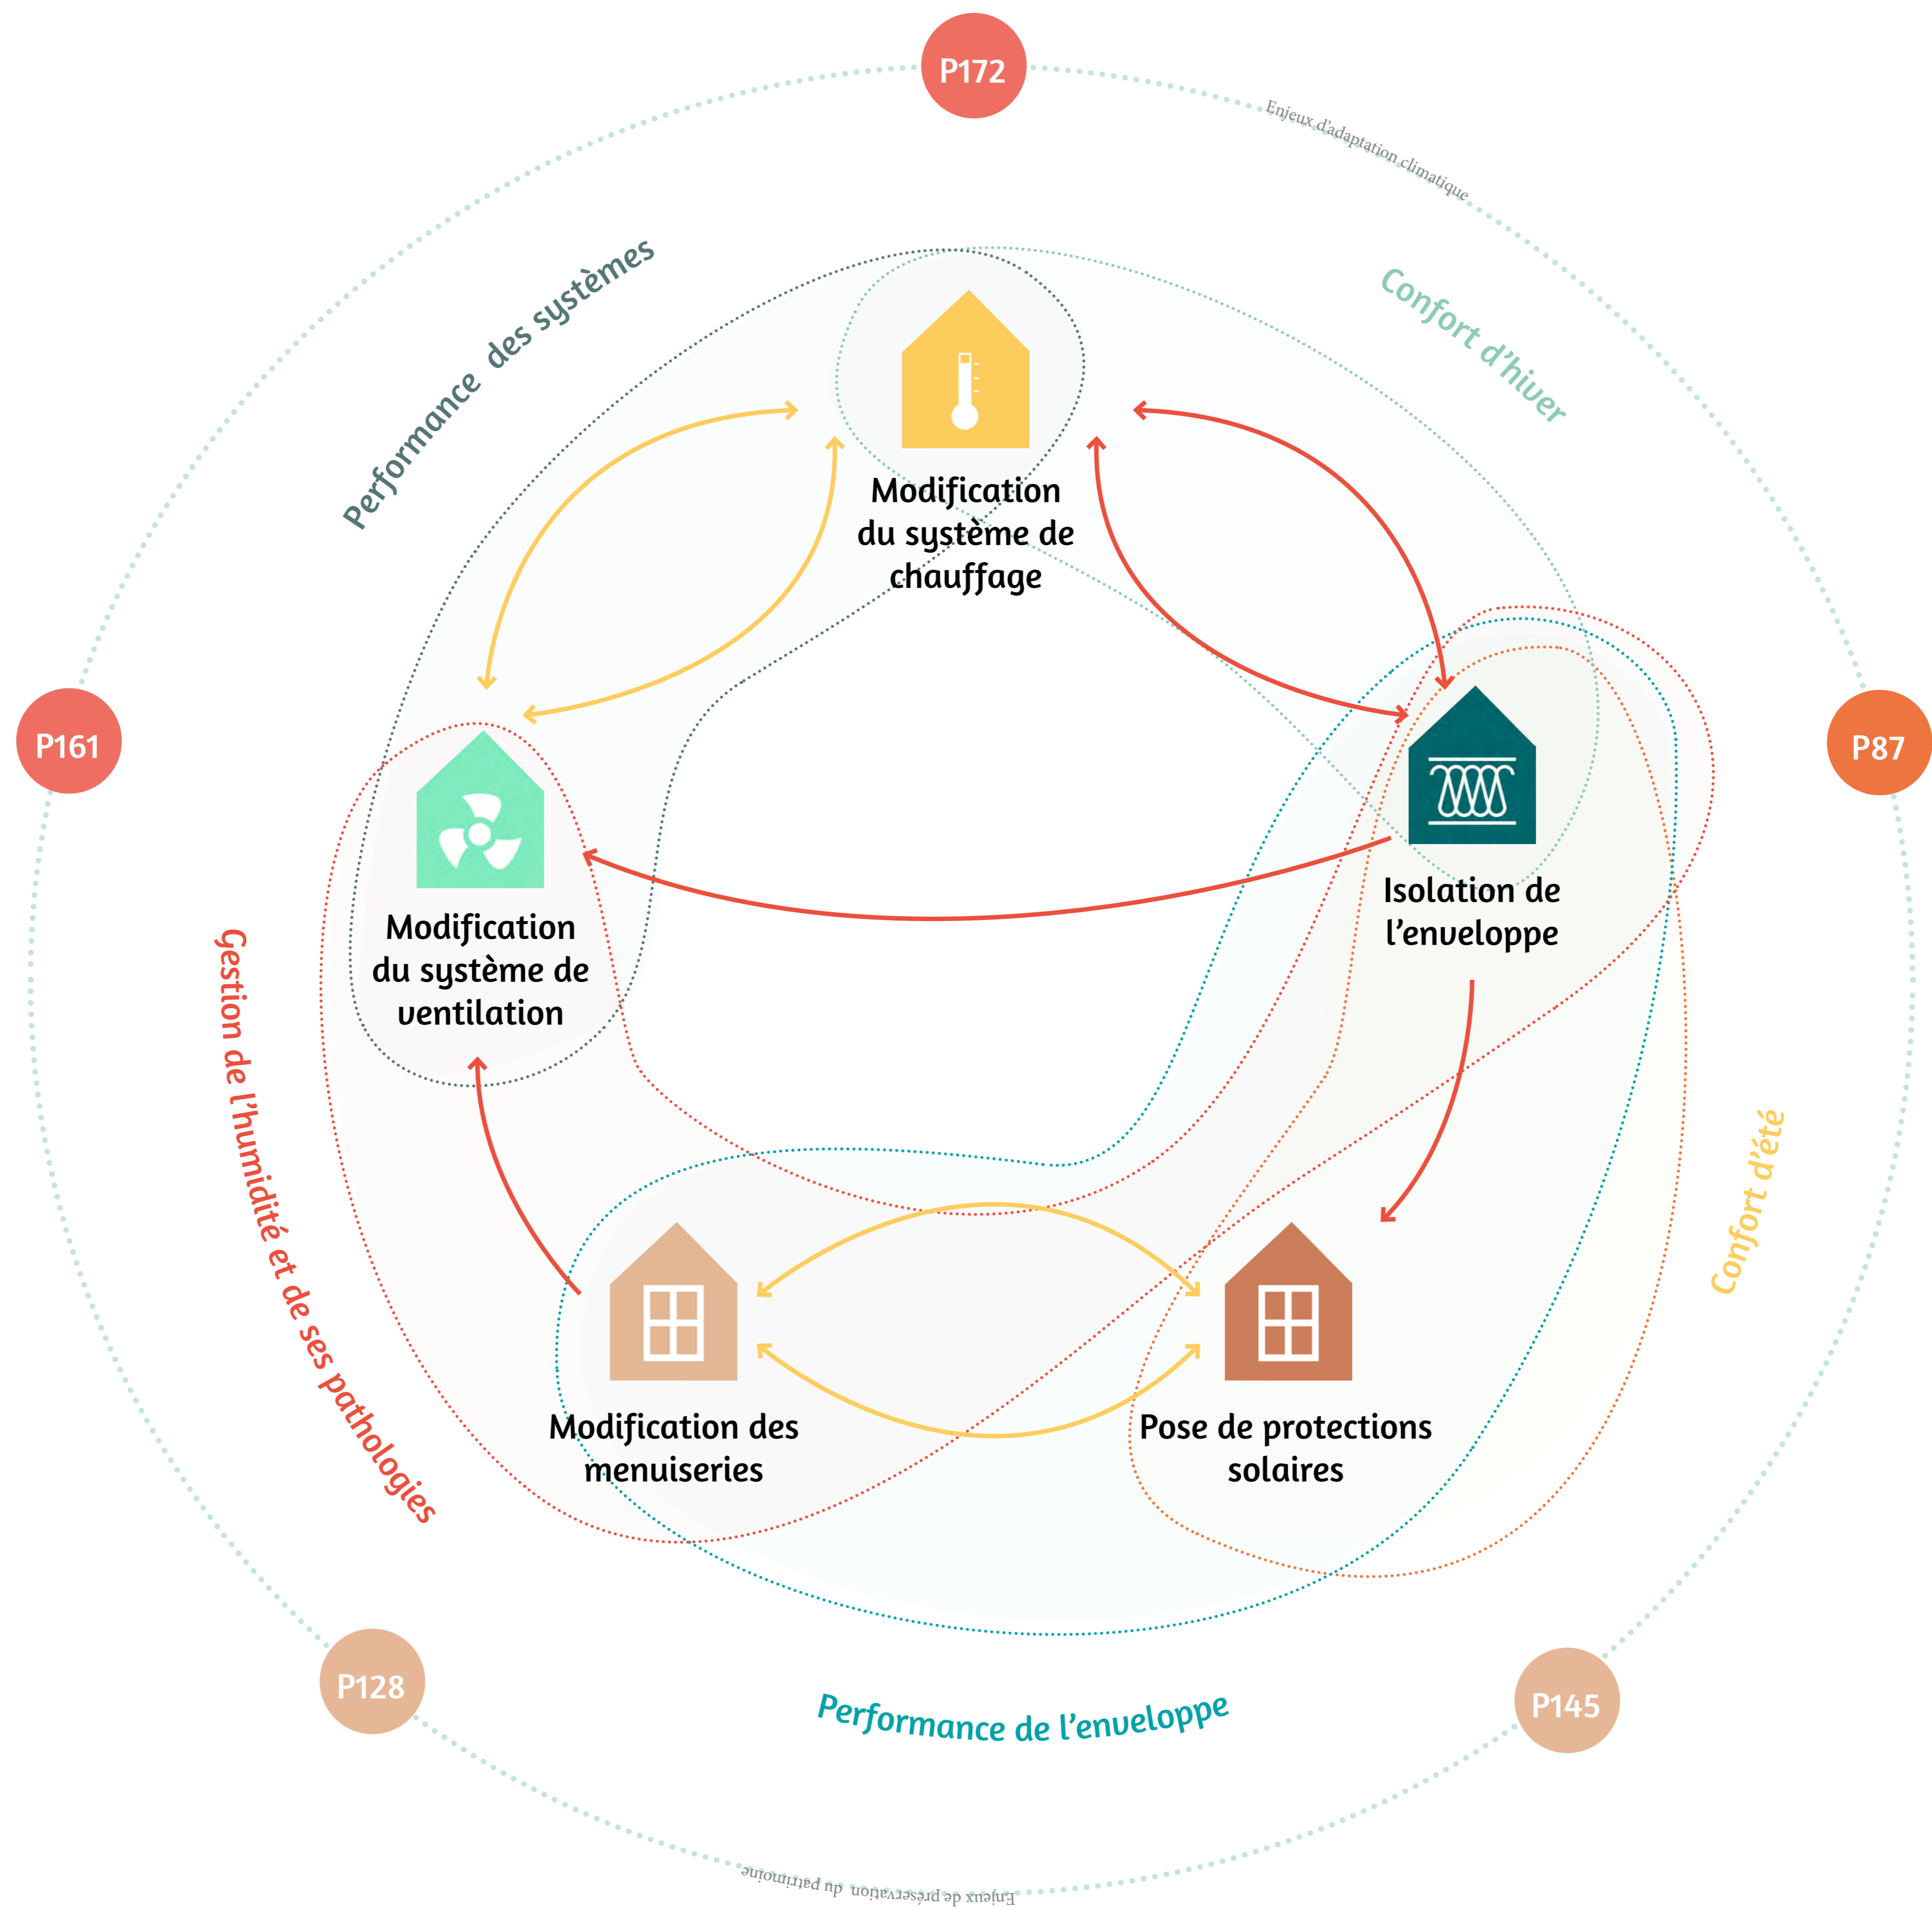 P172
Enjeux d'adaptation climatique
Performance des systèmes
Confort d'hiver
Modification
du système de
chauffage
P161
P87
Modification
du système de
ventilation
Isolation de
l'enveloppe
Gestion de l'humidité et de ses pathologies
Confort d'été
Modification des
menuiseries
Pose de protections
solaires
P128
P145
Performance de l'enveloppe
Enjeux de préservation du patrimoine